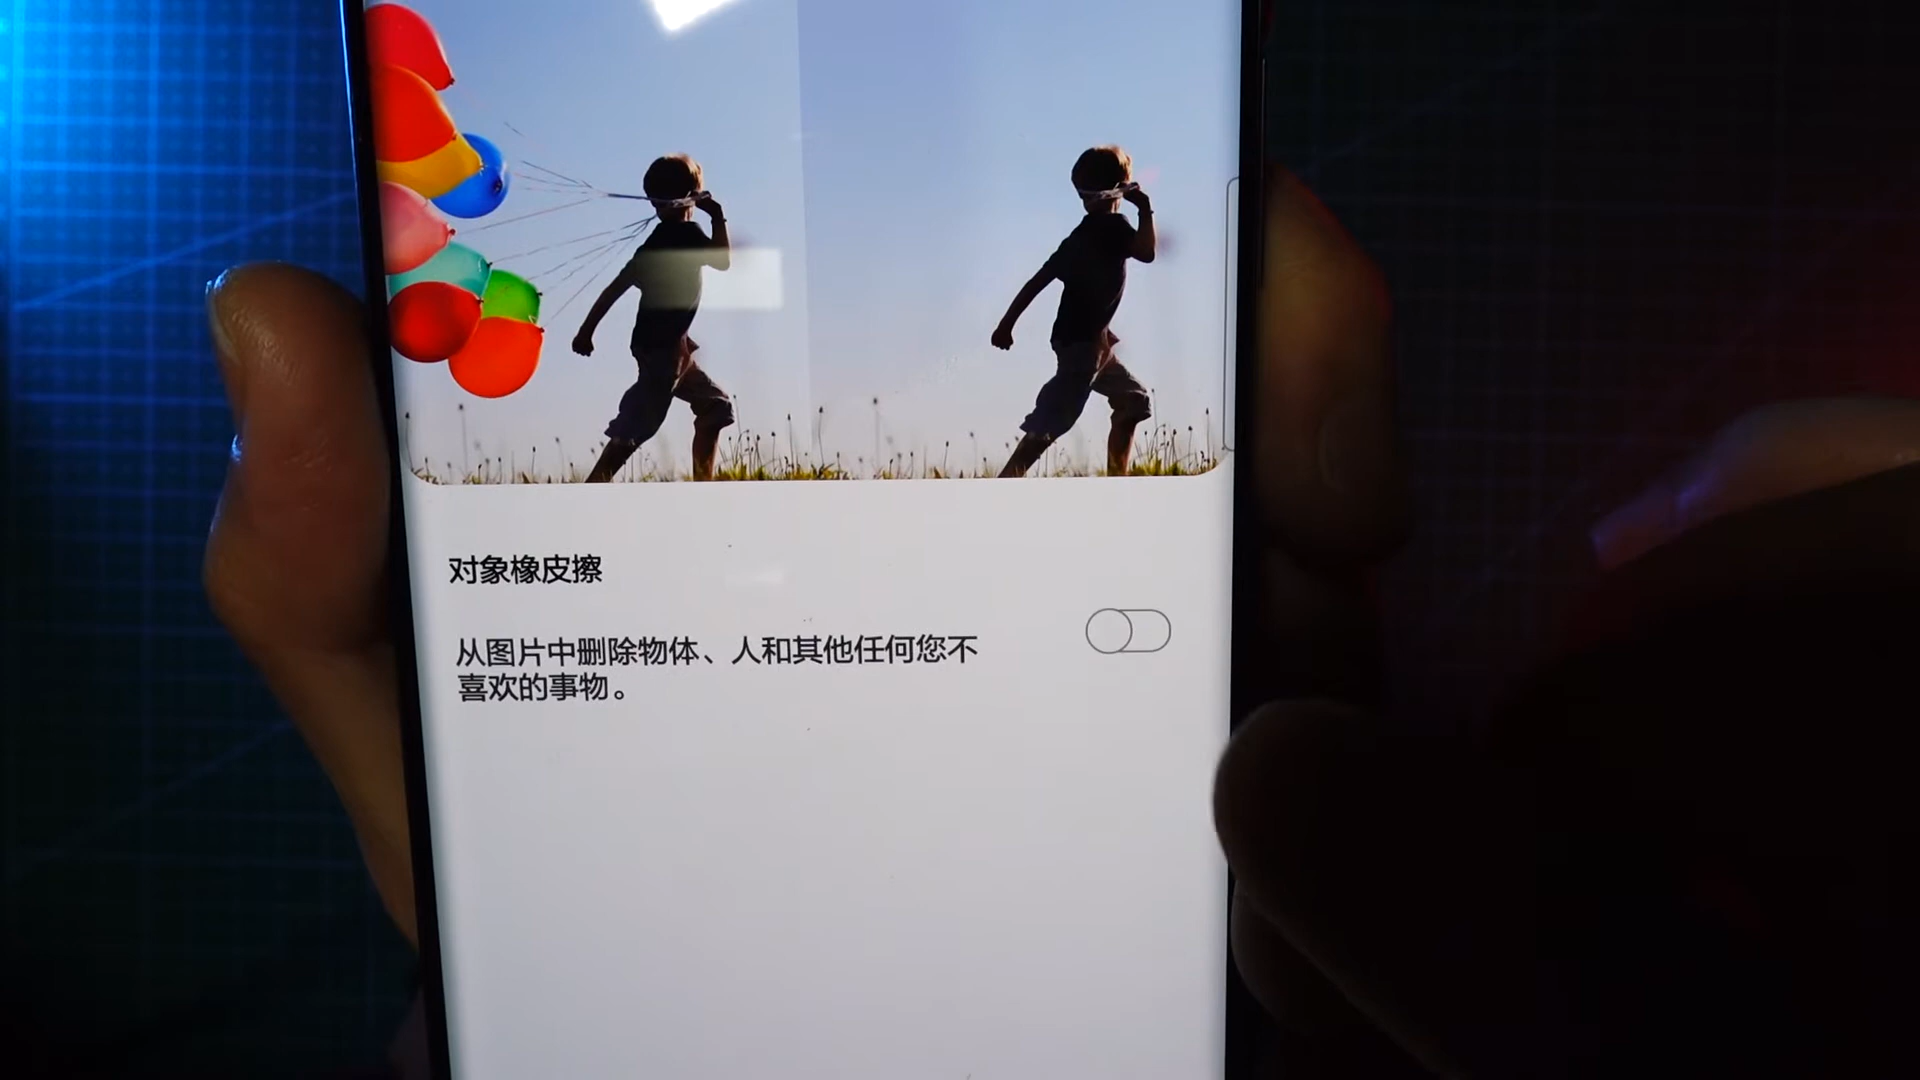 对象橡皮擦
从图片中删除物体、人和其他任何您不
喜欢的事物。